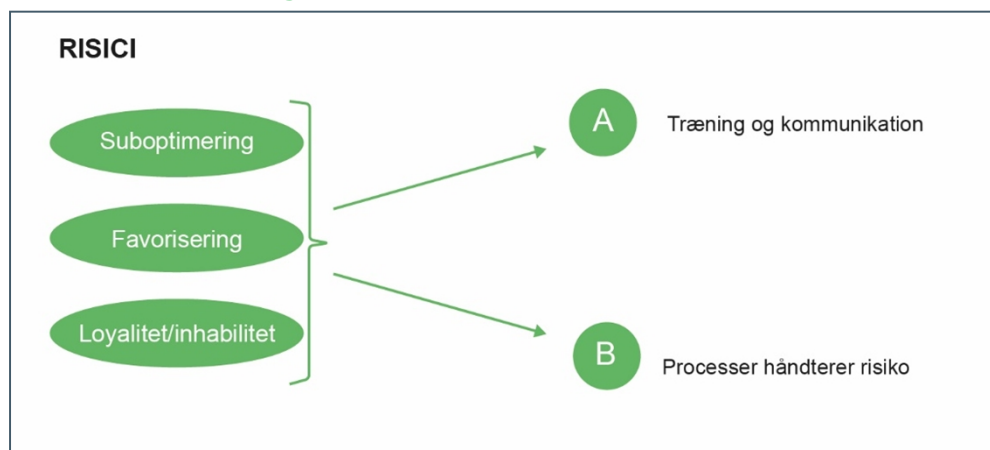 RISICI
Suboptimering
Favorisering
Loyalitet/inhabilitet
A
Træning og kommunikation
B
Processer håndterer risiko